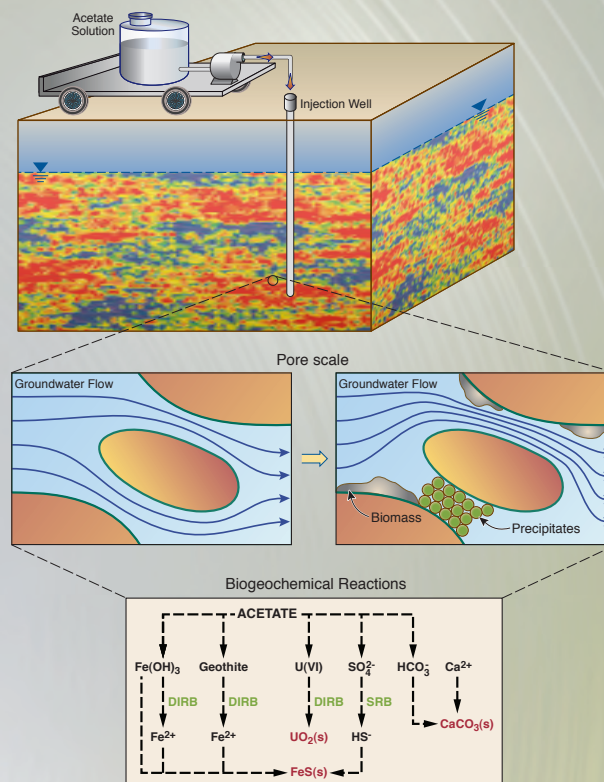 Acetate
Solution
Injection Well
Pore scale
Groundwater Flow
Groundwater Flow
Biomass
Precipitates
Biogeochemical Reactions
ACETATE
Fe(OH)₃ Geothite U(VI) SO₄²⁻ HCO₃⁻ Ca²⁺
DIRB DIRB DIRB SRB
CaCO₃(s)
Fe²⁺ Fe²⁺ UO₂(s) HS⁻
FeS(s)